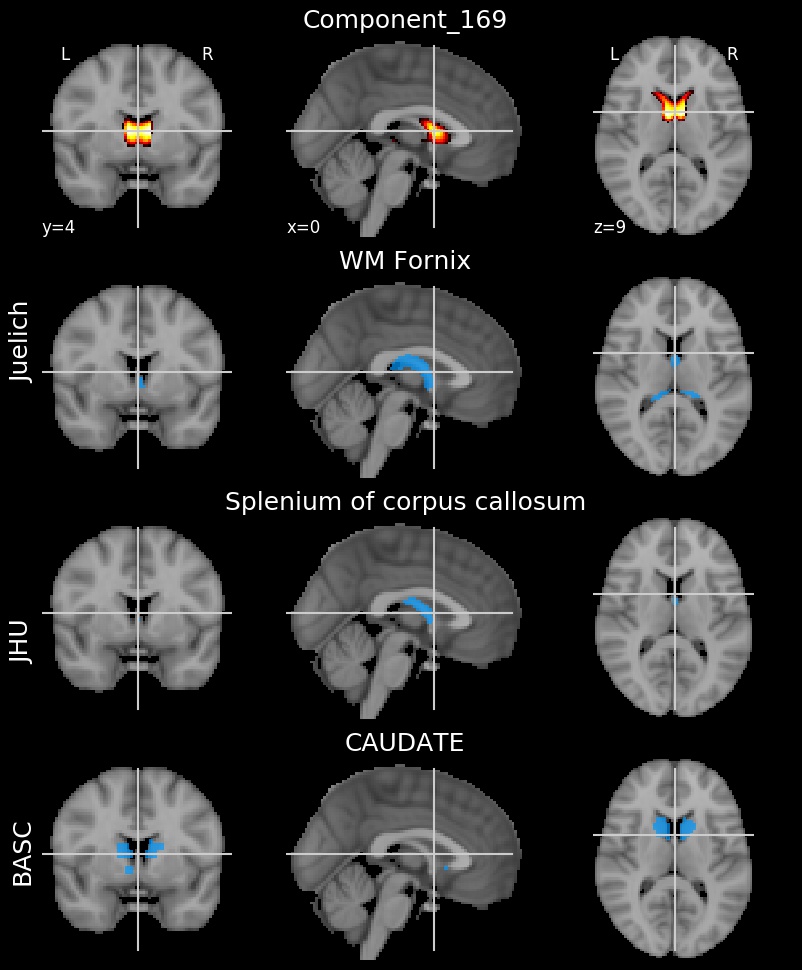 Component_169
L R L R
y=4 x=0 z=9
WM Fornix
Juelich
Splenium of corpus callosum
JHU
CAUDATE
BASC